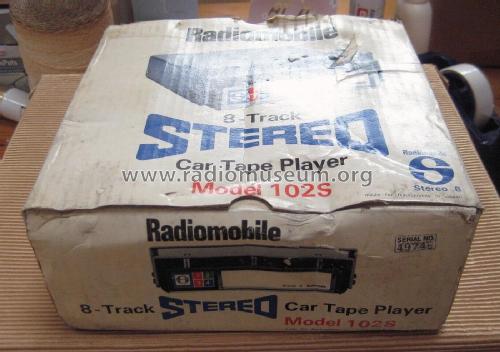 Radiomobile
8-Track
STEREO
Car Tape Player
Model 102S
Radiomobile
S
Stereo 8
www.radiomuseum.org
Radiomobile
SERIAL NO.
8-Track STEREO Car Tape Player
Model 102S